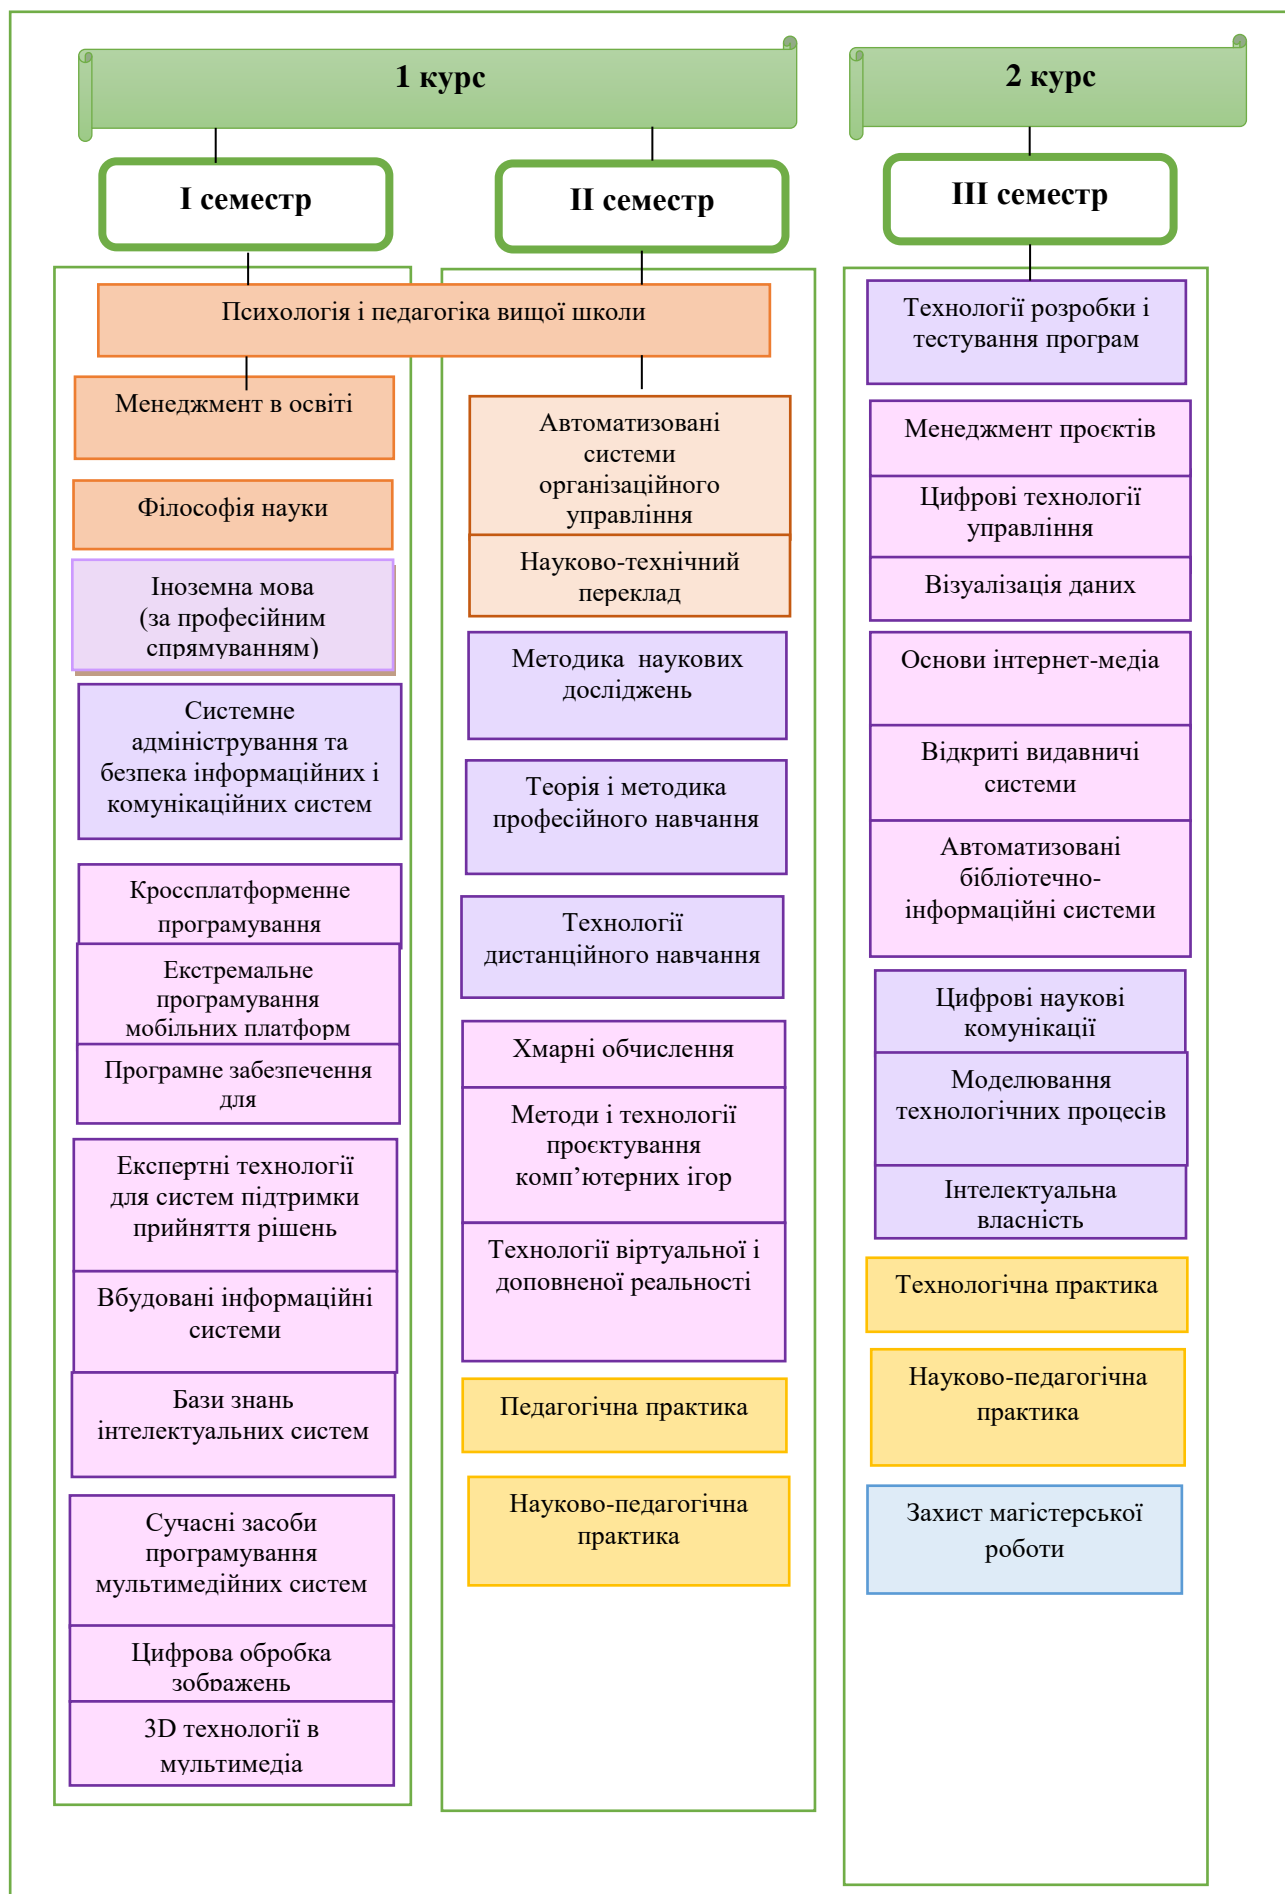 1 курс
2 курс
I семестр
II семестр
III семестр
Психологія і педагогіка вищої школи
Менеджмент в освіті
Філософія науки
Іноземна мова
(за професійним
спрямуванням)
Системне
адміністрування та
безпека інформаційних і
комунікаційних систем
Кроссплатформенне
програмування
Екстремальне
програмування
мобільних платформ
Програмне забезпечення
для
Експертні технології
для систем підтримки
прийняття рішень
Вбудовані інформаційні
системи
Бази знань
інтелектуальних систем
Сучасні засоби
програмування
мультимедійних систем
Цифрова обробка
зображень
3D технології в
мультимедіа
Автоматизовані
системи
організаційного
управління
Науково-технічний
переклад
Методика наукових
досліджень
Теорія і методика
професійного навчання
Технології
дистанційного навчання
Хмарні обчислення
Методи і технології
проєктування
комп’ютерних ігор
Технології віртуальної і
доповненої реальності
Педагогічна практика
Науково-педагогічна
практика
Технології розробки і
тестування програм
Менеджмент проєктів
Цифрові технології
управління
Візуалізація даних
Основи інтернет-медіа
Відкриті видавничі
системи
Автоматизовані
бібліотечно-
інформаційні системи
Цифрові наукові
комунікації
Моделювання
технологічних процесів
Інтелектуальна
власність
Технологічна практика
Науково-педагогічна
практика
Захист магістерської
роботи